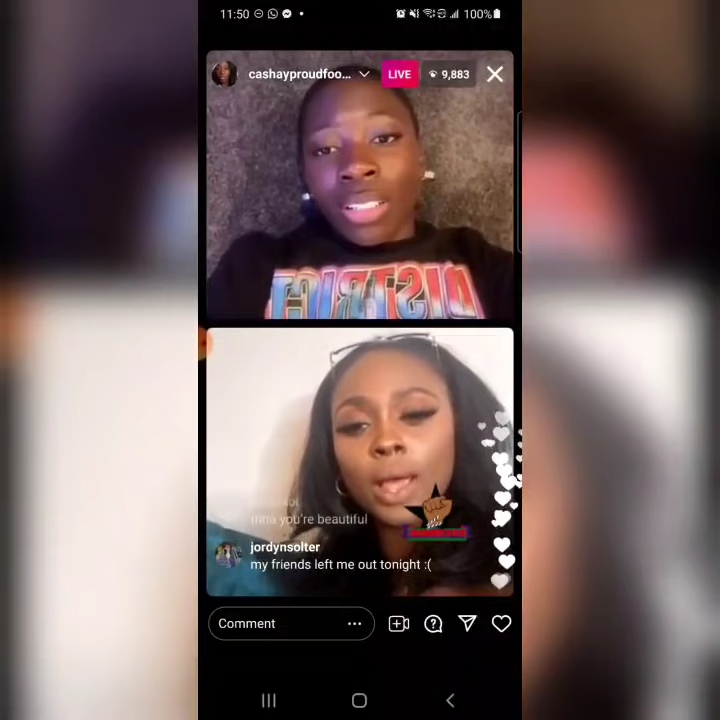 11:50
100%
cashayproudfoo...
LIVE
9,883
DISTRICT
you're beautiful
jordynsolter
my friends left me out tonight :(
Comment